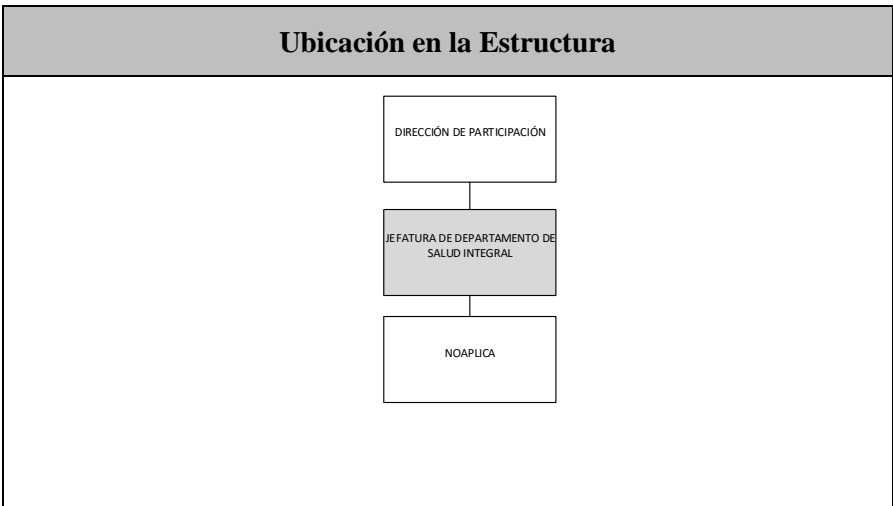 Ubicación en la Estructura
DIRECCIÓN DE PARTICIPACIÓN
JEFATURA DE DEPARTAMENTO DE
SALUD INTEGRAL
NOAPLICA